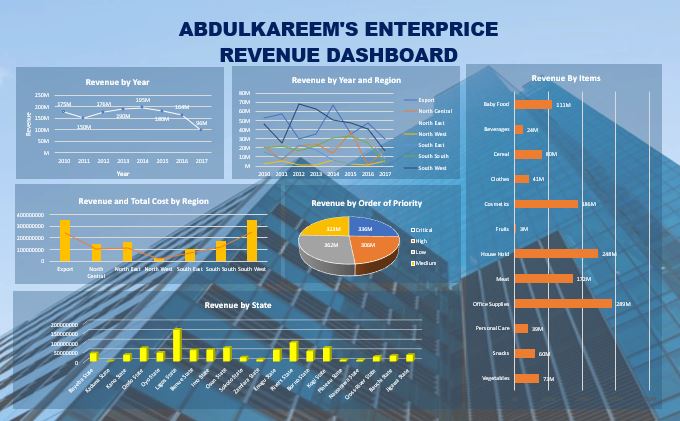 ABDULKAREEM'S ENTERPRICE
REVENUE DASHBOARD
Revenue by Year
Revenue
250M
200M
150M
100M
50M
M
175M
150M
176M
190M
195M
180M
164M
96M
2010 2011 2012 2013 2014 2015 2016 2017
Year
Revenue by Year and Region
80M
70M
60M
50M
40M
30M
20M
10M
M
2010 2011 2012 2013 2014 2015 2016 2017
Export
North Central
North East
North West
South East
South South
South West
Revenue and Total Cost by Region
400000000
300000000
200000000
100000000
0
Export
North Central
North East
North West
South East
South South
South West
Revenue by Order of Priority
323M
336M
362M
306M
Critical
High
Low
Medium
Revenue by State
200000000
150000000
100000000
50000000
0
Bayelsa State
Kaduna State
Kano State
Ondo State
Oyo State
Lagos State
Benue State
Imo State
Osun State
Sokoto State
Zamfara State
Enugu State
Rivers State
Borno State
Kogi State
Plateau State
Nasarawa State
Cross River State
Bauchi State
Jigawa State
Revenue By Items
Baby Food 111M
Beverages 24M
Cereal 80M
Clothes 41M
Cosmetics 186M
Fruits 3M
House Hold 248M
Meat 172M
Office Supplies 289M
Personal Care 39M
Snacks 60M
Vegetables 71M